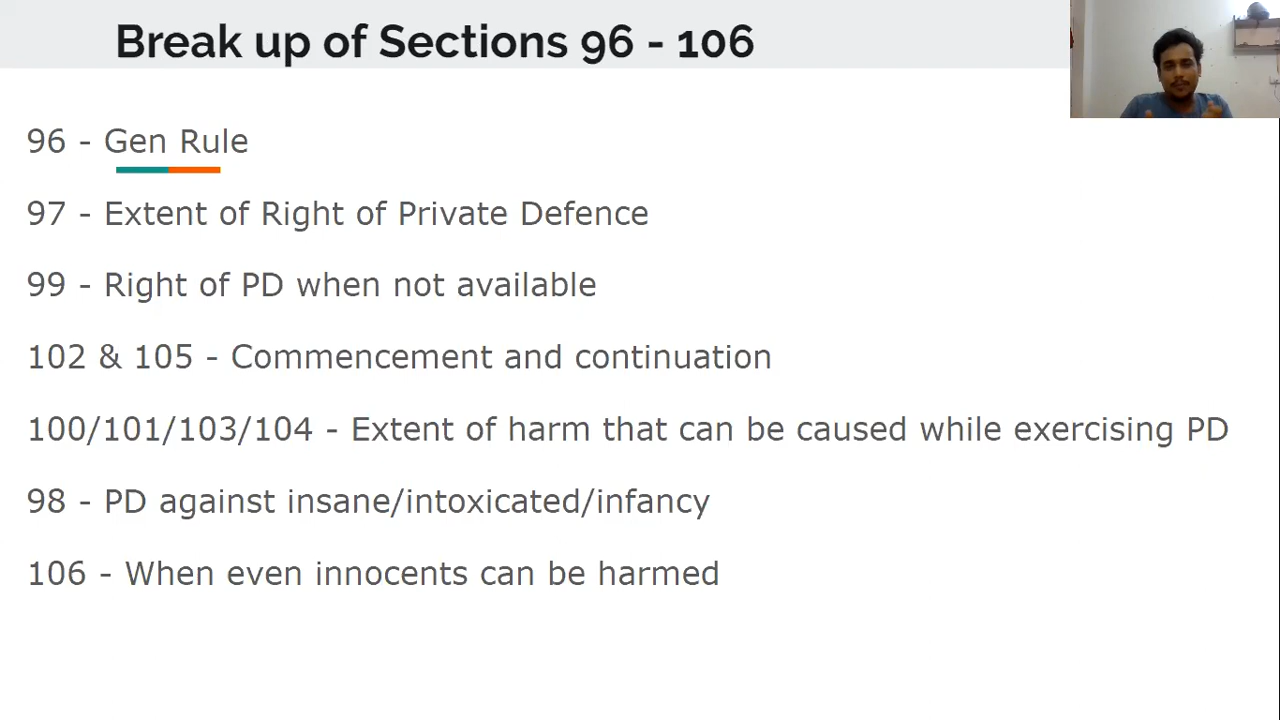 Break up of Sections 96 - 106
96 - Gen Rule
97 - Extent of Right of Private Defence
99 - Right of PD when not available
102 & 105 - Commencement and continuation
100/101/103/104 - Extent of harm that can be caused while exercising PD
98 - PD against insane/intoxicated/infancy
106 - When even innocents can be harmed